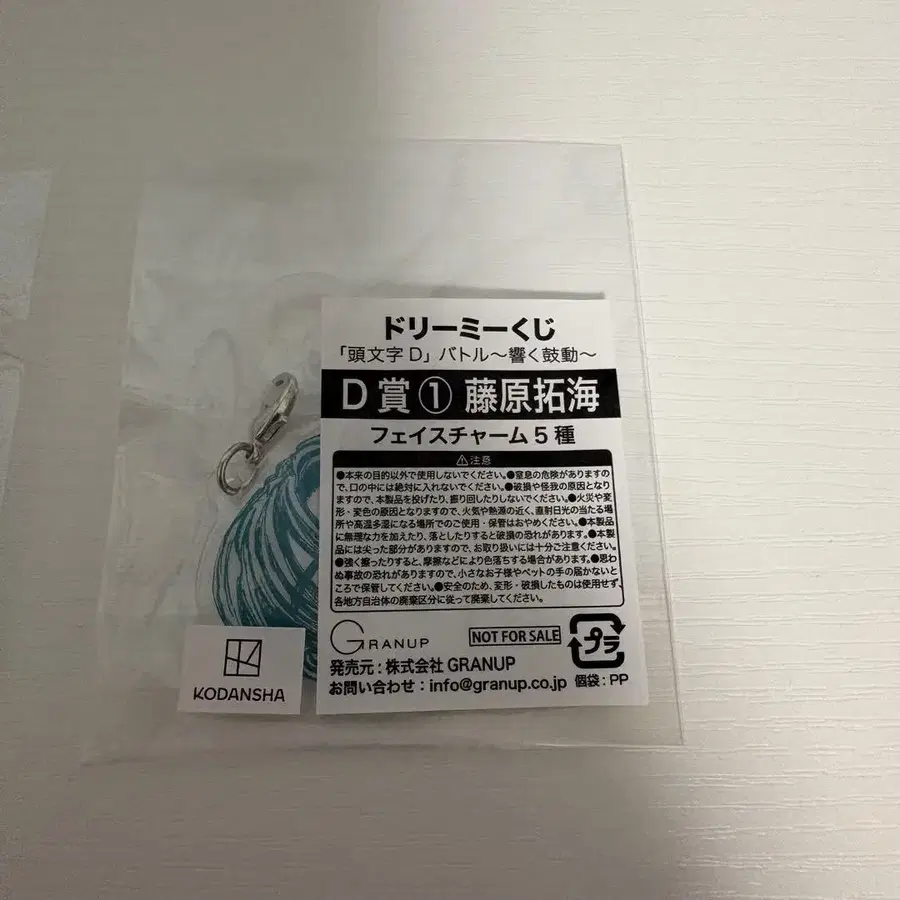 ドリーミーくじ
「頭文字D」バトル～響く鼓動～
D賞① 藤原拓海
フェイスチャーム5種
⚠注意
●本来の目的以外で使用しないでください。●窒息の危険がありますの
で、口の中には絶対に入れないでください。●破損や怪我の原因となり
ますので、本製品を投げたり、振り回したりしないでください。●火災や変
形・変色の原因となりますので、火気や熱源の近く、直射日光の当たる場
所や高温多湿になる場所でのご使用・保管はおやめください。●本製品
に無理な力を加えたり、落としたりすると破損の恐れがあります。●本製
品には尖った部分がありますので、お取り扱いには十分ご注意ください。
●強く擦ったりすると、摩擦などにより色落ちする場合があります。●思わ
ぬ事故の恐れがありますので、小さなお子様やペットの手の届かないと
ころで保管してください。●安全のため、変形・破損したものは使用せず、
各地方自治体の廃棄区分に従って廃棄してください。
GRANUP
NOT FOR SALE
プラ
発売元：株式会社 GRANUP
お問い合わせ：info@granup.co.jp
個袋：PP
KODANSHA